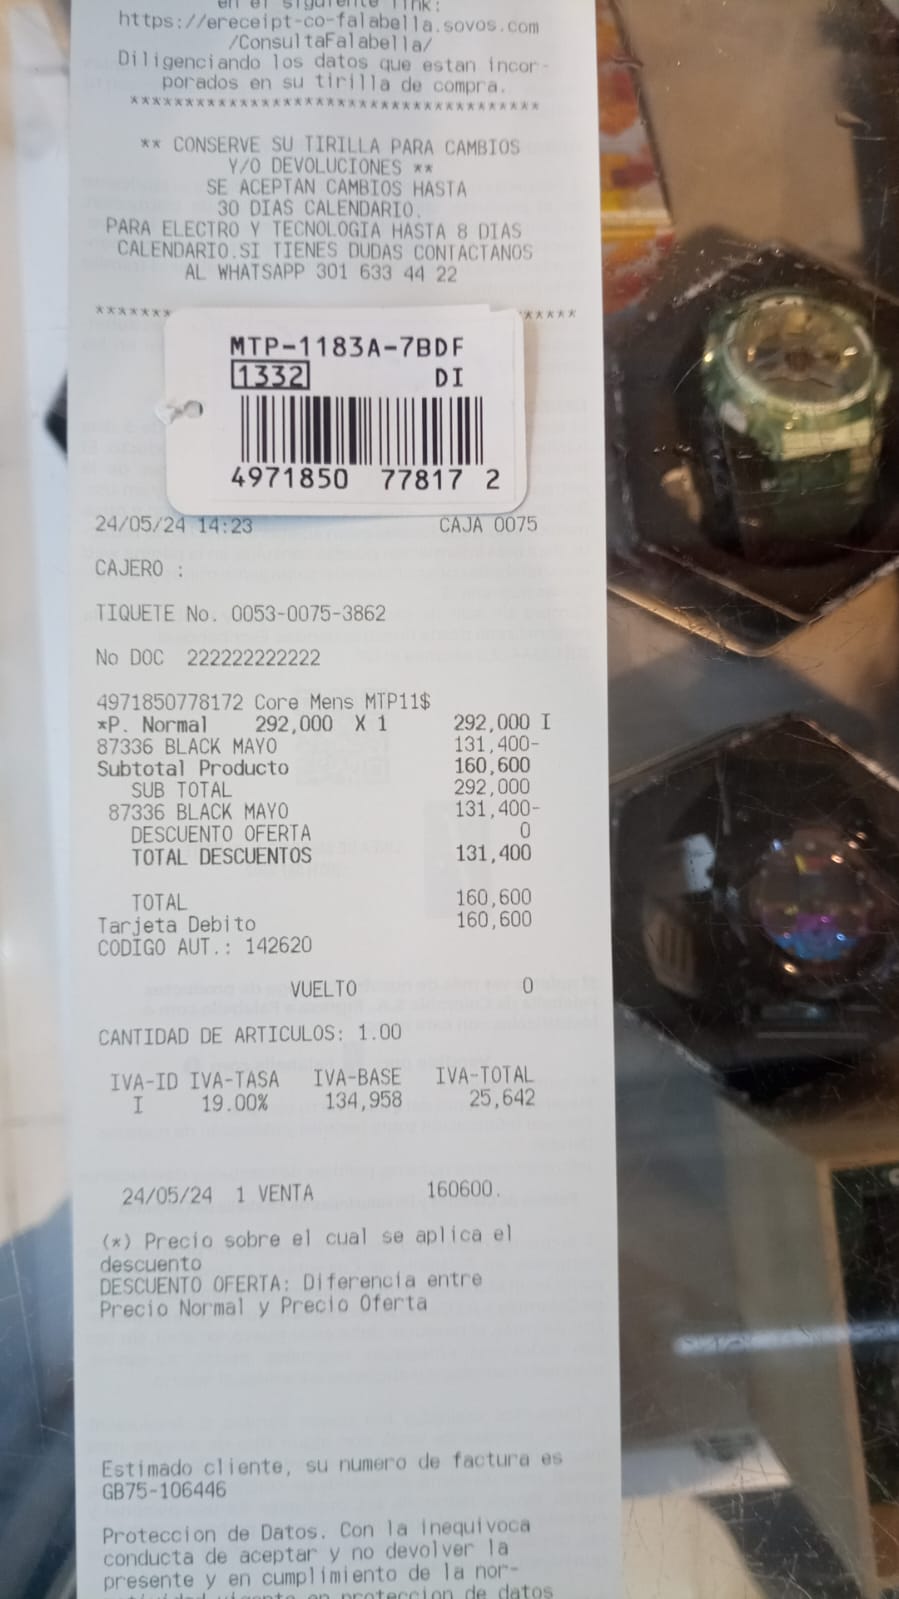 en el siguiente link:
https://ereceipt-co-falabella.sovos.com
/ConsultaFalabella/
Diligenciando los datos que estan incor-
porados en su tirilla de compra.
***************************************
** CONSERVE SU TIRILLA PARA CAMBIOS
Y/O DEVOLUCIONES **
SE ACEPTAN CAMBIOS HASTA
30 DIAS CALENDARIO.
PARA ELECTRO Y TECNOLOGIA HASTA 8 DIAS
CALENDARIO.SI TIENES DUDAS CONTACTANOS
AL WHATSAPP 301 633 44 22
******* *****
MTP-1183A-7BDF
1332 DI
4971850 77817 2
24/05/24 14:23 CAJA 0075
CAJERO :
TIQUETE No. 0053-0075-3862
No DOC 222222222222
4971850778172 Core Mens MTP11$
*P. Normal 292,000 X 1 292,000 I
87336 BLACK MAYO 131,400-
Subtotal Producto 160,600
SUB TOTAL 292,000
87336 BLACK MAYO 131,400-
DESCUENTO OFERTA 0
TOTAL DESCUENTOS 131,400
TOTAL 160,600
Tarjeta Debito 160,600
CODIGO AUT.: 142620
VUELTO 0
CANTIDAD DE ARTICULOS: 1.00
IVA-ID IVA-TASA IVA-BASE IVA-TOTAL
I 19.00% 134,958 25,642
24/05/24 1 VENTA 160600.
(*) Precio sobre el cual se aplica el
descuento
DESCUENTO OFERTA: Diferencia entre
Precio Normal y Precio Oferta
Estimado cliente, su numero de factura es
GB75-106446
Proteccion de Datos. Con la inequivoca
conducta de aceptar y no devolver la
presente y en cumplimiento de la nor-
vigente en proteccion de datos